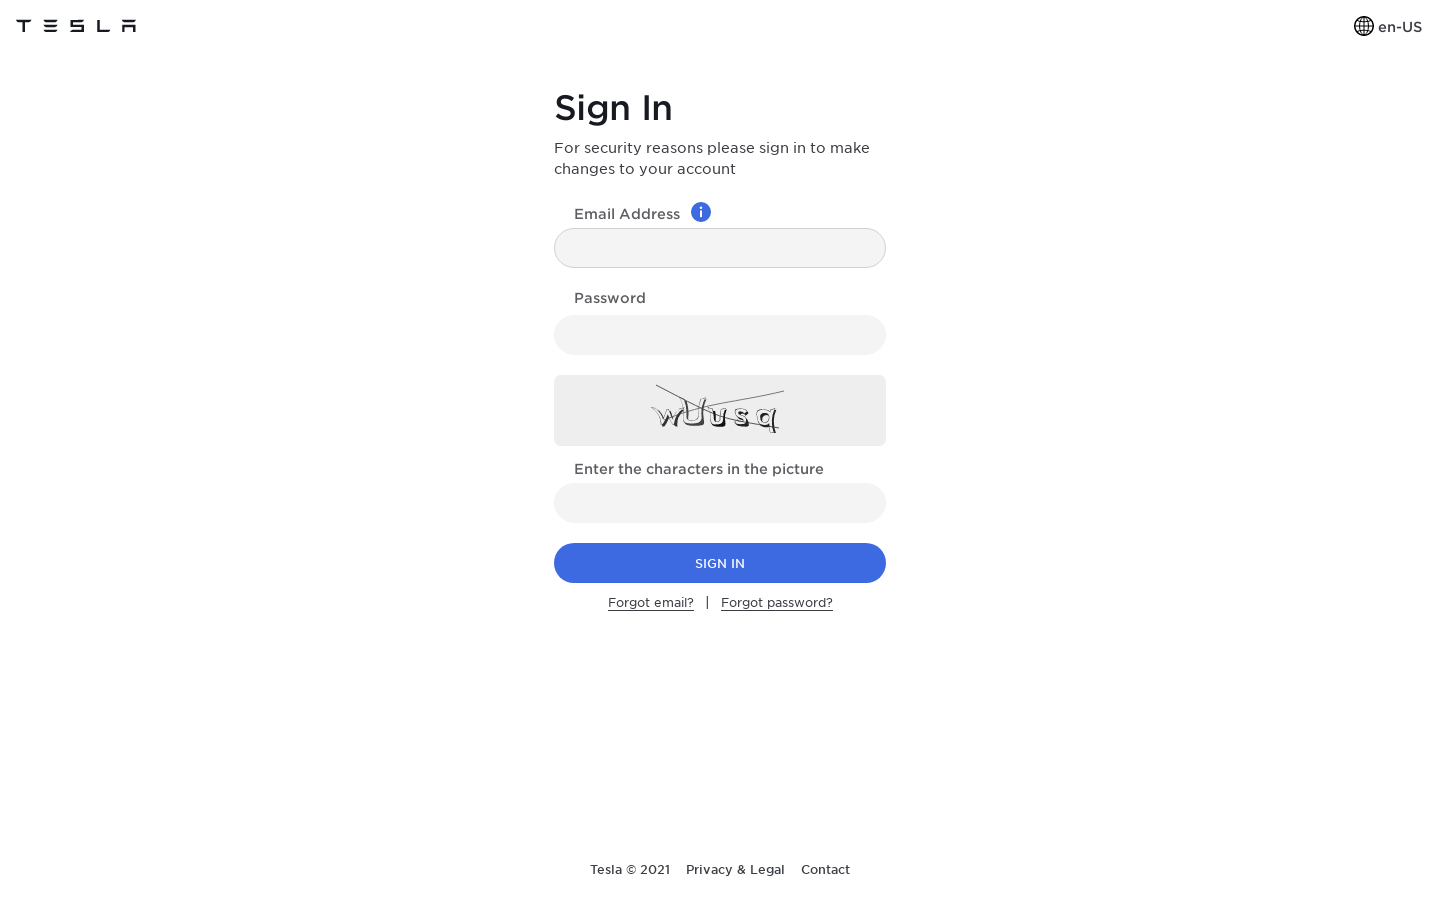 TESLA
en-US
Sign In
For security reasons please sign in to make
changes to your account
Email Address
Password
wUusq
Enter the characters in the picture
SIGN IN
Forgot email? | Forgot password?
Tesla © 2021 Privacy & Legal Contact